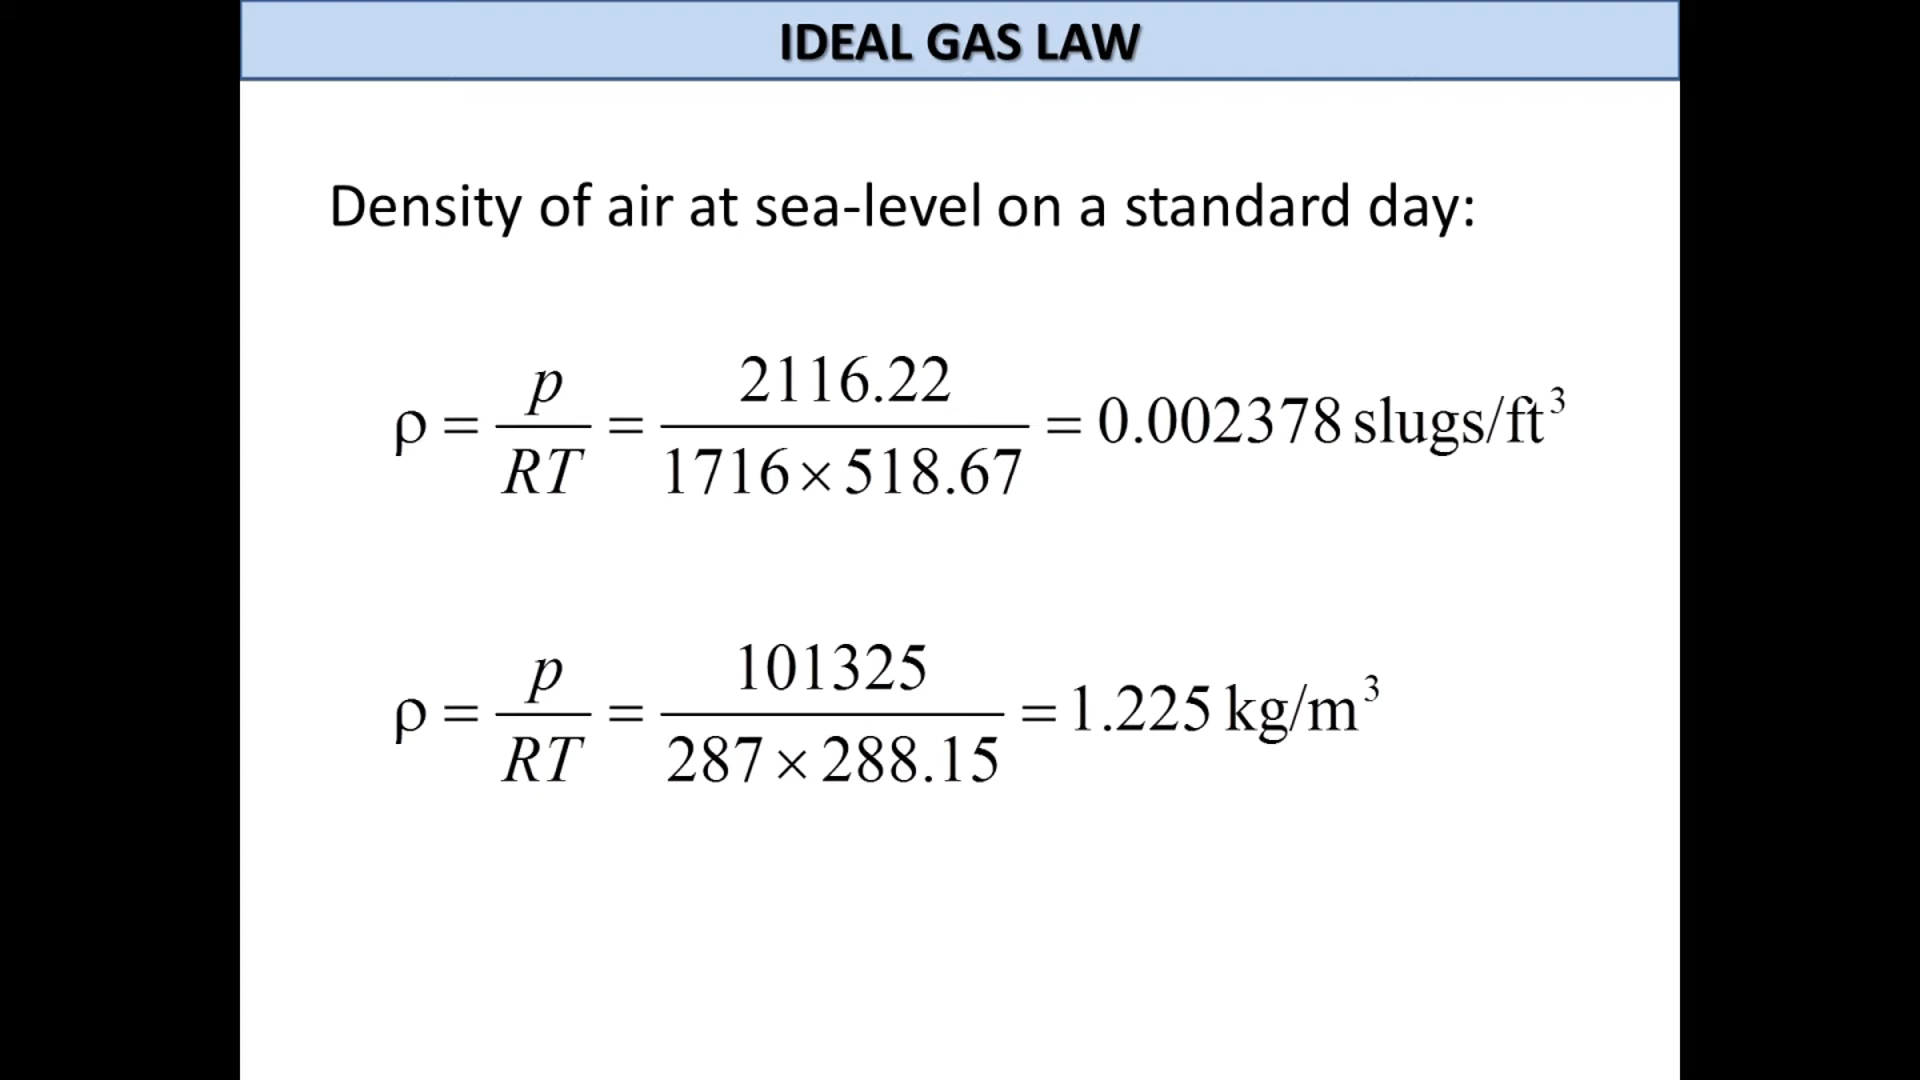 IDEAL GAS LAW
Density of air at sea-level on a standard day:
ρ = p/RT = 2116.22/(1716 × 518.67) = 0.002378 slugs/ft³
ρ = p/RT = 101325/(287 × 288.15) = 1.225 kg/m³